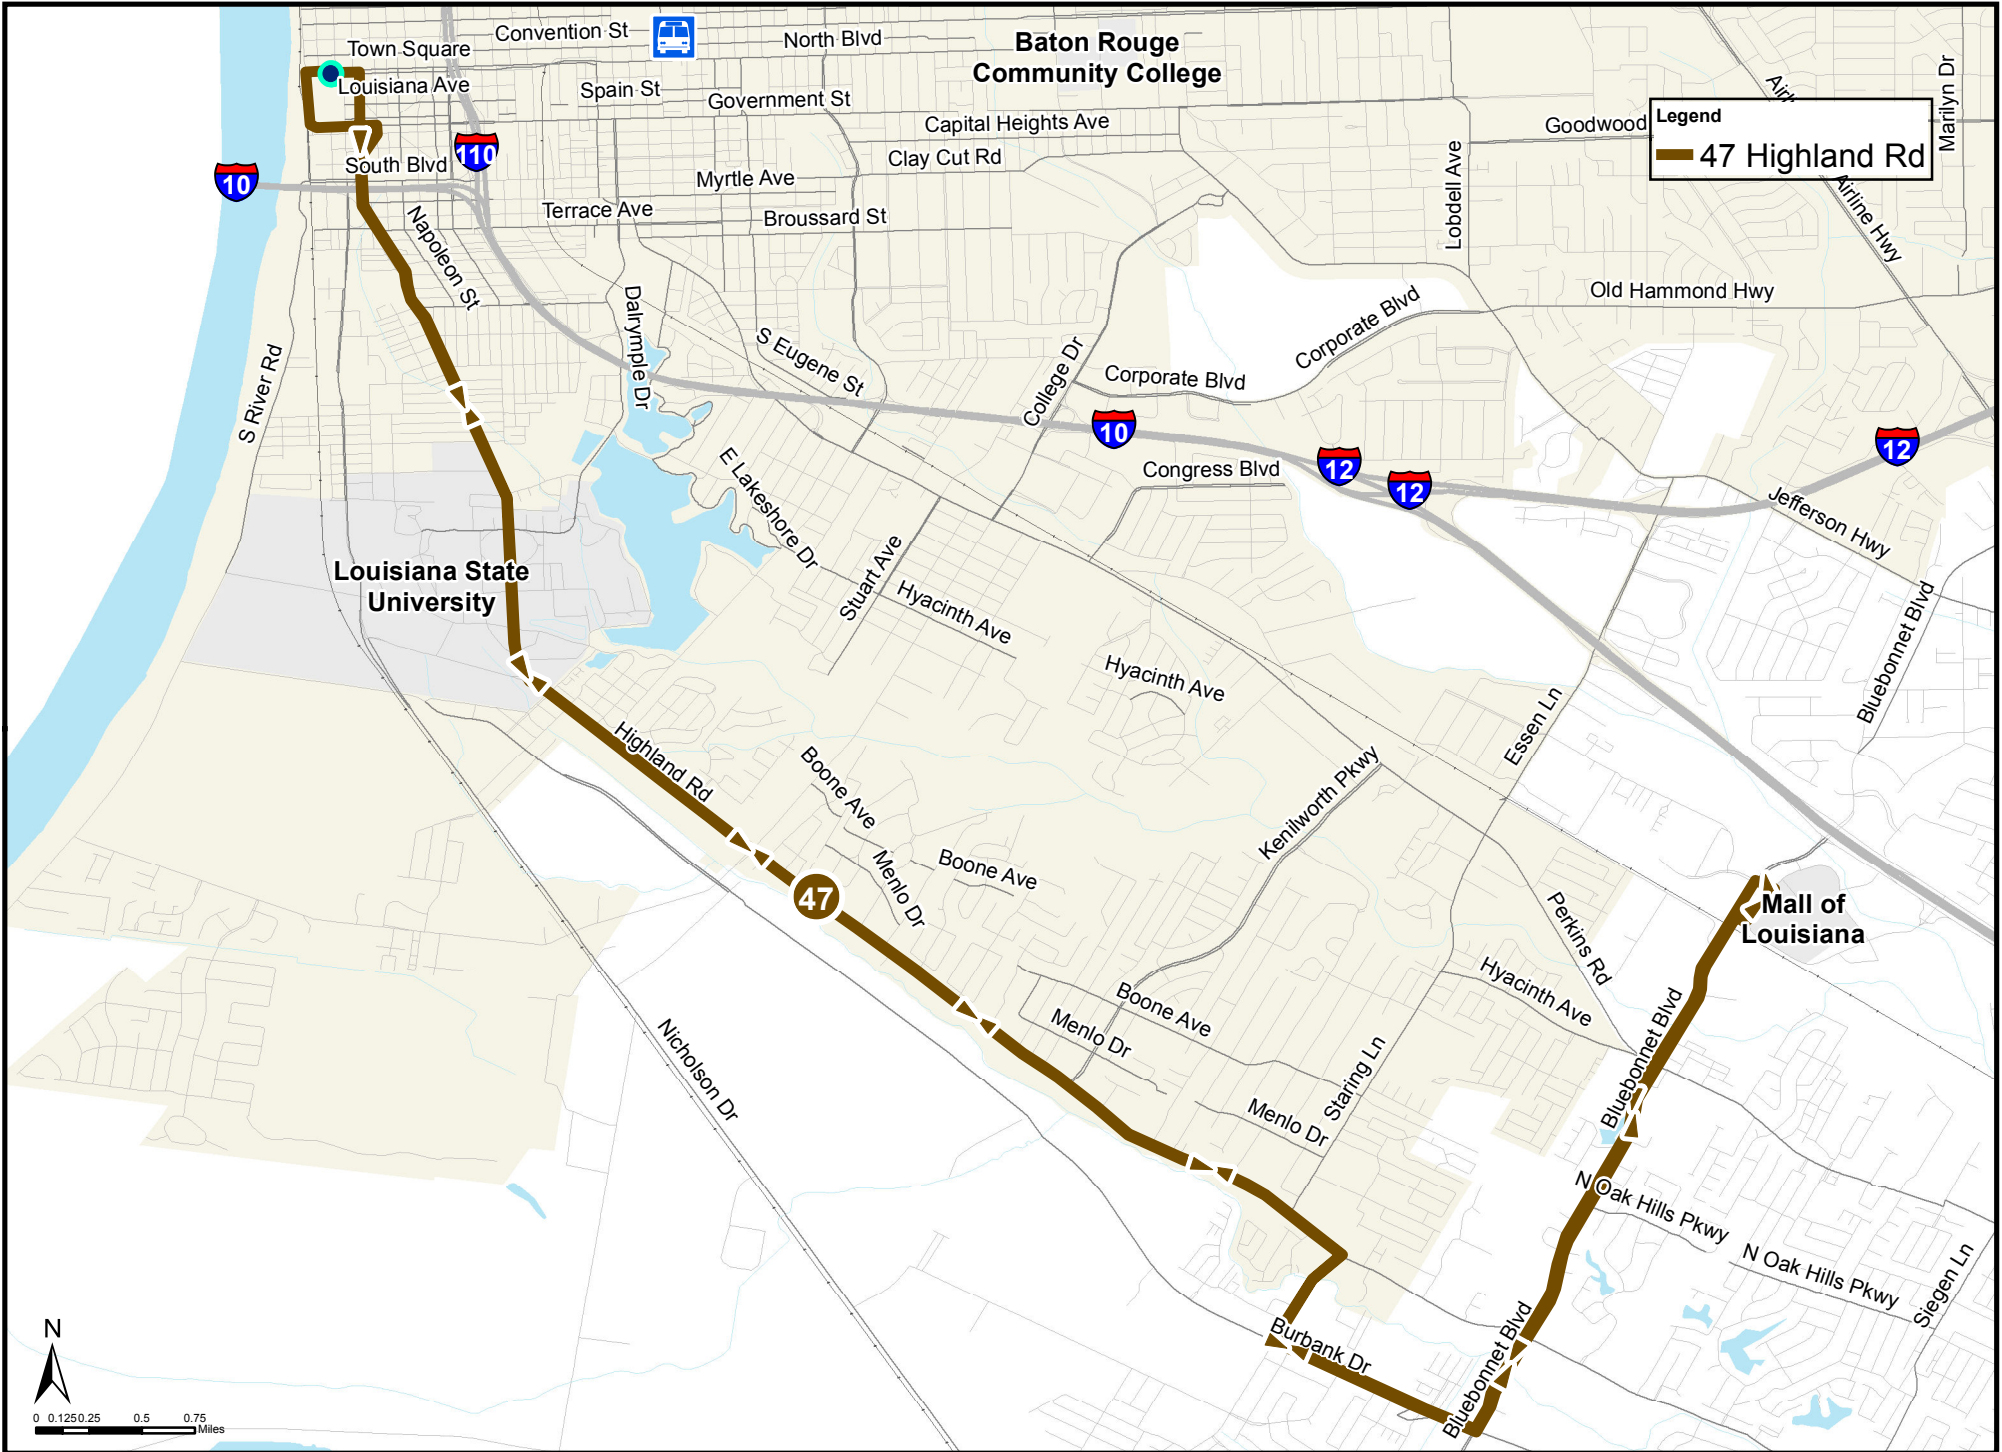 Convention St
North Blvd
Baton Rouge
Community College
Town Square
Louisiana Ave
Spain St
Government St
Capital Heights Ave
Clay Cut Rd
Goodwood
Airl
Marilyn Dr
Legend
47 Highland Rd
South Blvd
110
10
Myrtle Ave
Terrace Ave
Broussard St
Lobdell Ave
Airline Hwy
Napoleon St
Old Hammond Hwy
Dalrymple Dr
S Eugene St
College Dr
Corporate Blvd
Corporate Blvd
S River Rd
10
12
12
12
Congress Blvd
E Lakeshore Dr
Jefferson Hwy
Louisiana State
University
Stuart Ave
Hyacinth Ave
Hyacinth Ave
Bluebonnet Blvd
Essen Ln
Highland Rd
Boone Ave
Kenilworth Pkwy
Menlo Dr
Boone Ave
47
Mall of
Louisiana
Perkins Rd
Hyacinth Ave
Boone Ave
Menlo Dr
Bluebonnet Blvd
Nicholson Dr
Staring Ln
Menlo Dr
Bluebonnet Blvd
N Oak Hills Pkwy
N Oak Hills Pkwy
Siegen Ln
Burbank Dr
Bluebonnet Blvd
N
0 0.125 0.25 0.5 0.75
Miles